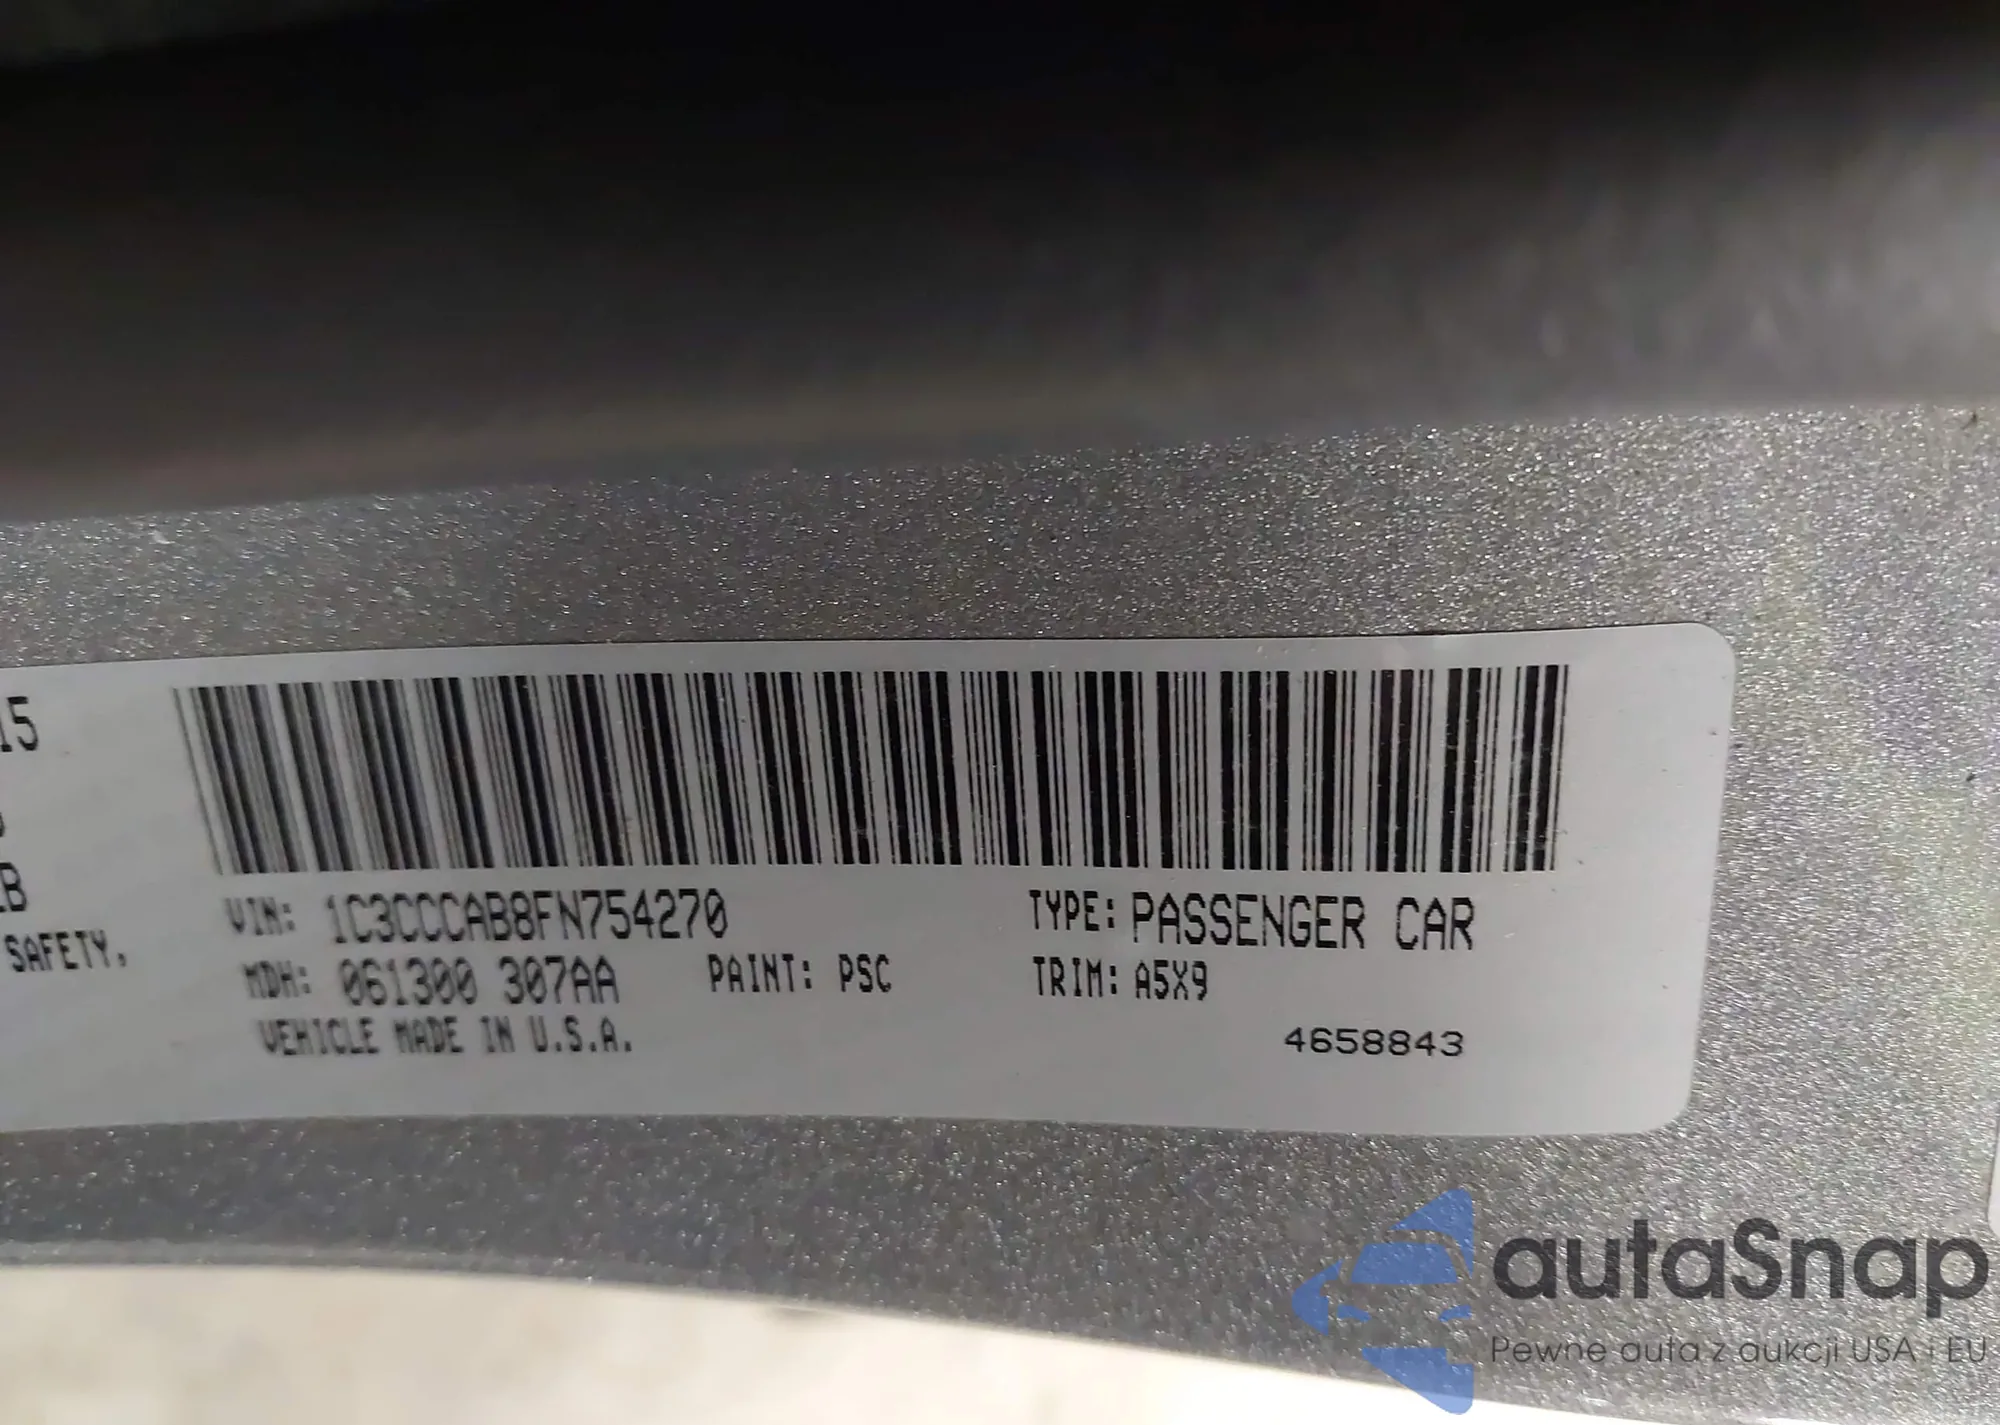 15
B
SAFETY,
VIN: 1C3CCCAB8FN754270
TYPE: PASSENGER CAR
MDH: 061300 307AA
PAINT: PSC
TRIM: A5X9
VEHICLE MADE IN U.S.A.
4658843
autaSnap
Pewne auta z aukcji USA i EU